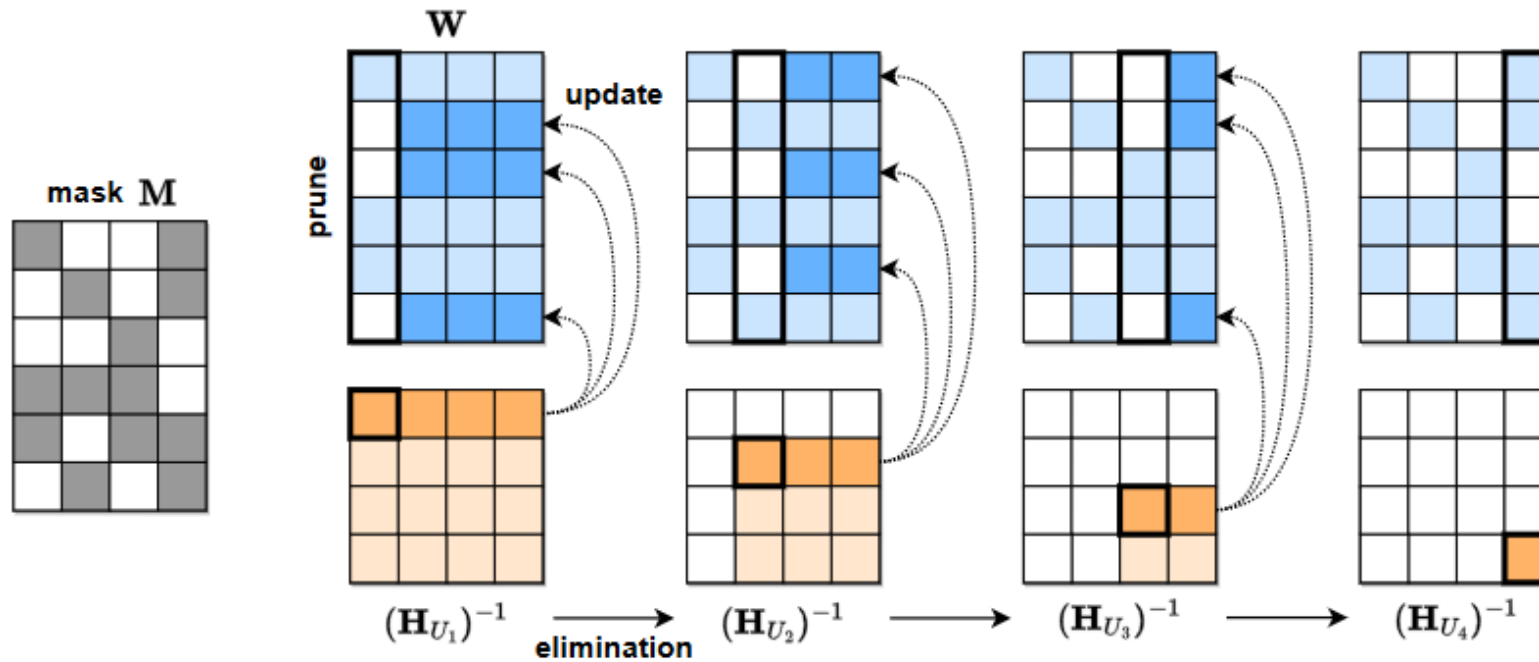 W
update
prune
mask M
(H_{U_1})^{-1}
elimination
(H_{U_2})^{-1}
(H_{U_3})^{-1}
(H_{U_4})^{-1}